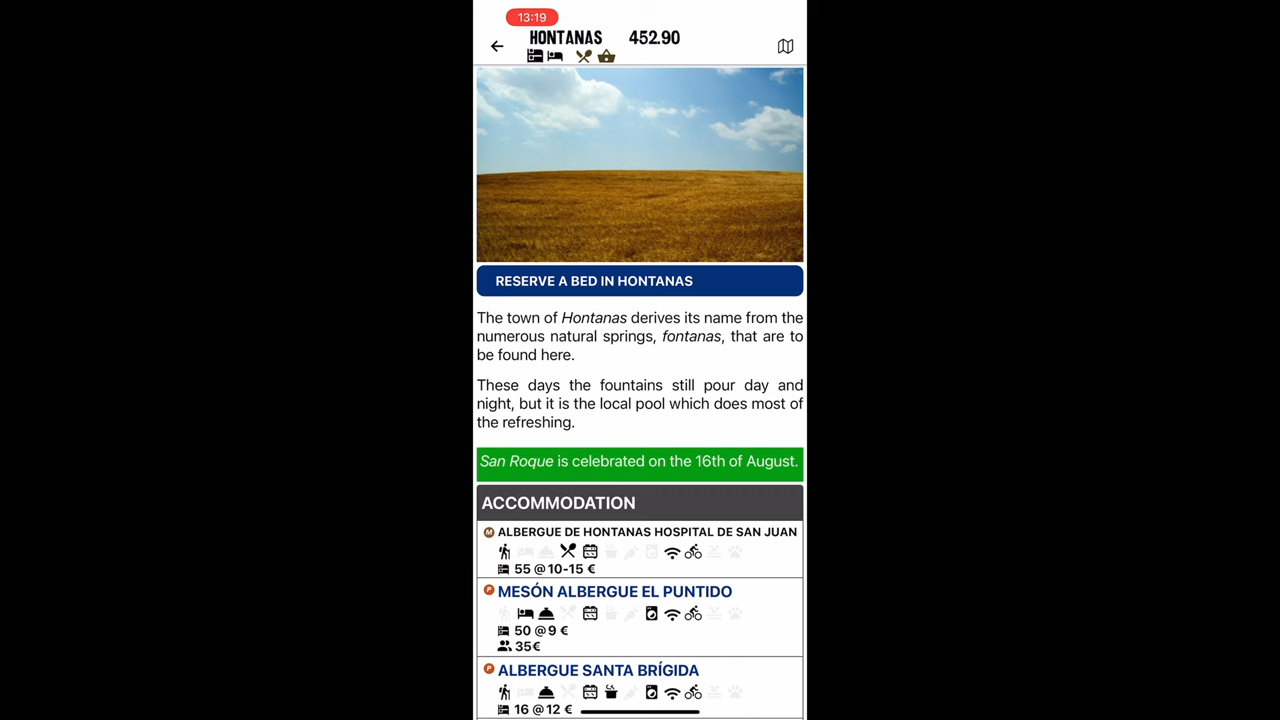 13:19
HONTANAS 452.90
RESERVE A BED IN HONTANAS
The town of Hontanas derives its name from the
numerous natural springs, fontanas, that are to
be found here.
These days the fountains still pour day and
night, but it is the local pool which does most of
the refreshing.
San Roque is celebrated on the 16th of August.
ACCOMMODATION
M ALBERGUE DE HONTANAS HOSPITAL DE SAN JUAN
55 @ 10-15 €
P MESÓN ALBERGUE EL PUNTIDO
50 @ 9 €
35€
P ALBERGUE SANTA BRÍGIDA
16 @ 12 €